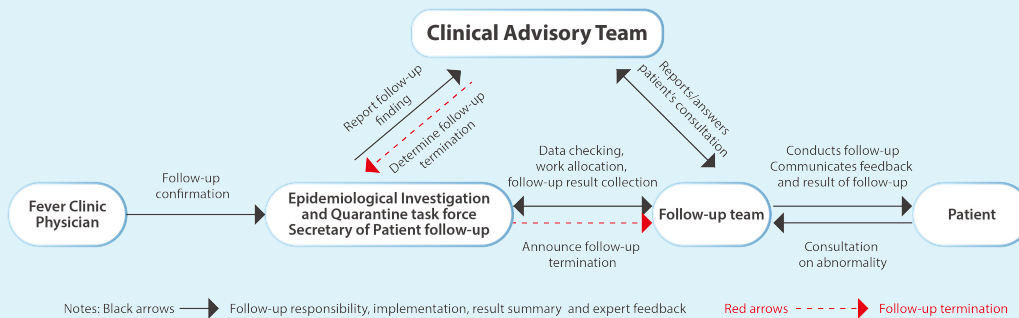 Clinical Advisory Team
Report follow-up
finding
Determine follow-up
termination
Reports/answers
patient's consultation
Follow-up
confirmation
Data checking,
work allocation,
follow-up result collection
Conducts follow-up
Communicates feedback
and result of follow-up
Fever Clinic
Physician
Epidemiological Investigation
and Quarantine task force
Secretary of Patient follow-up
Follow-up team
Patient
Announce follow-up
termination
Consultation
on abnormality
Notes: Black arrows Follow-up responsibility, implementation, result summary and expert feedback Red arrows Follow-up termination